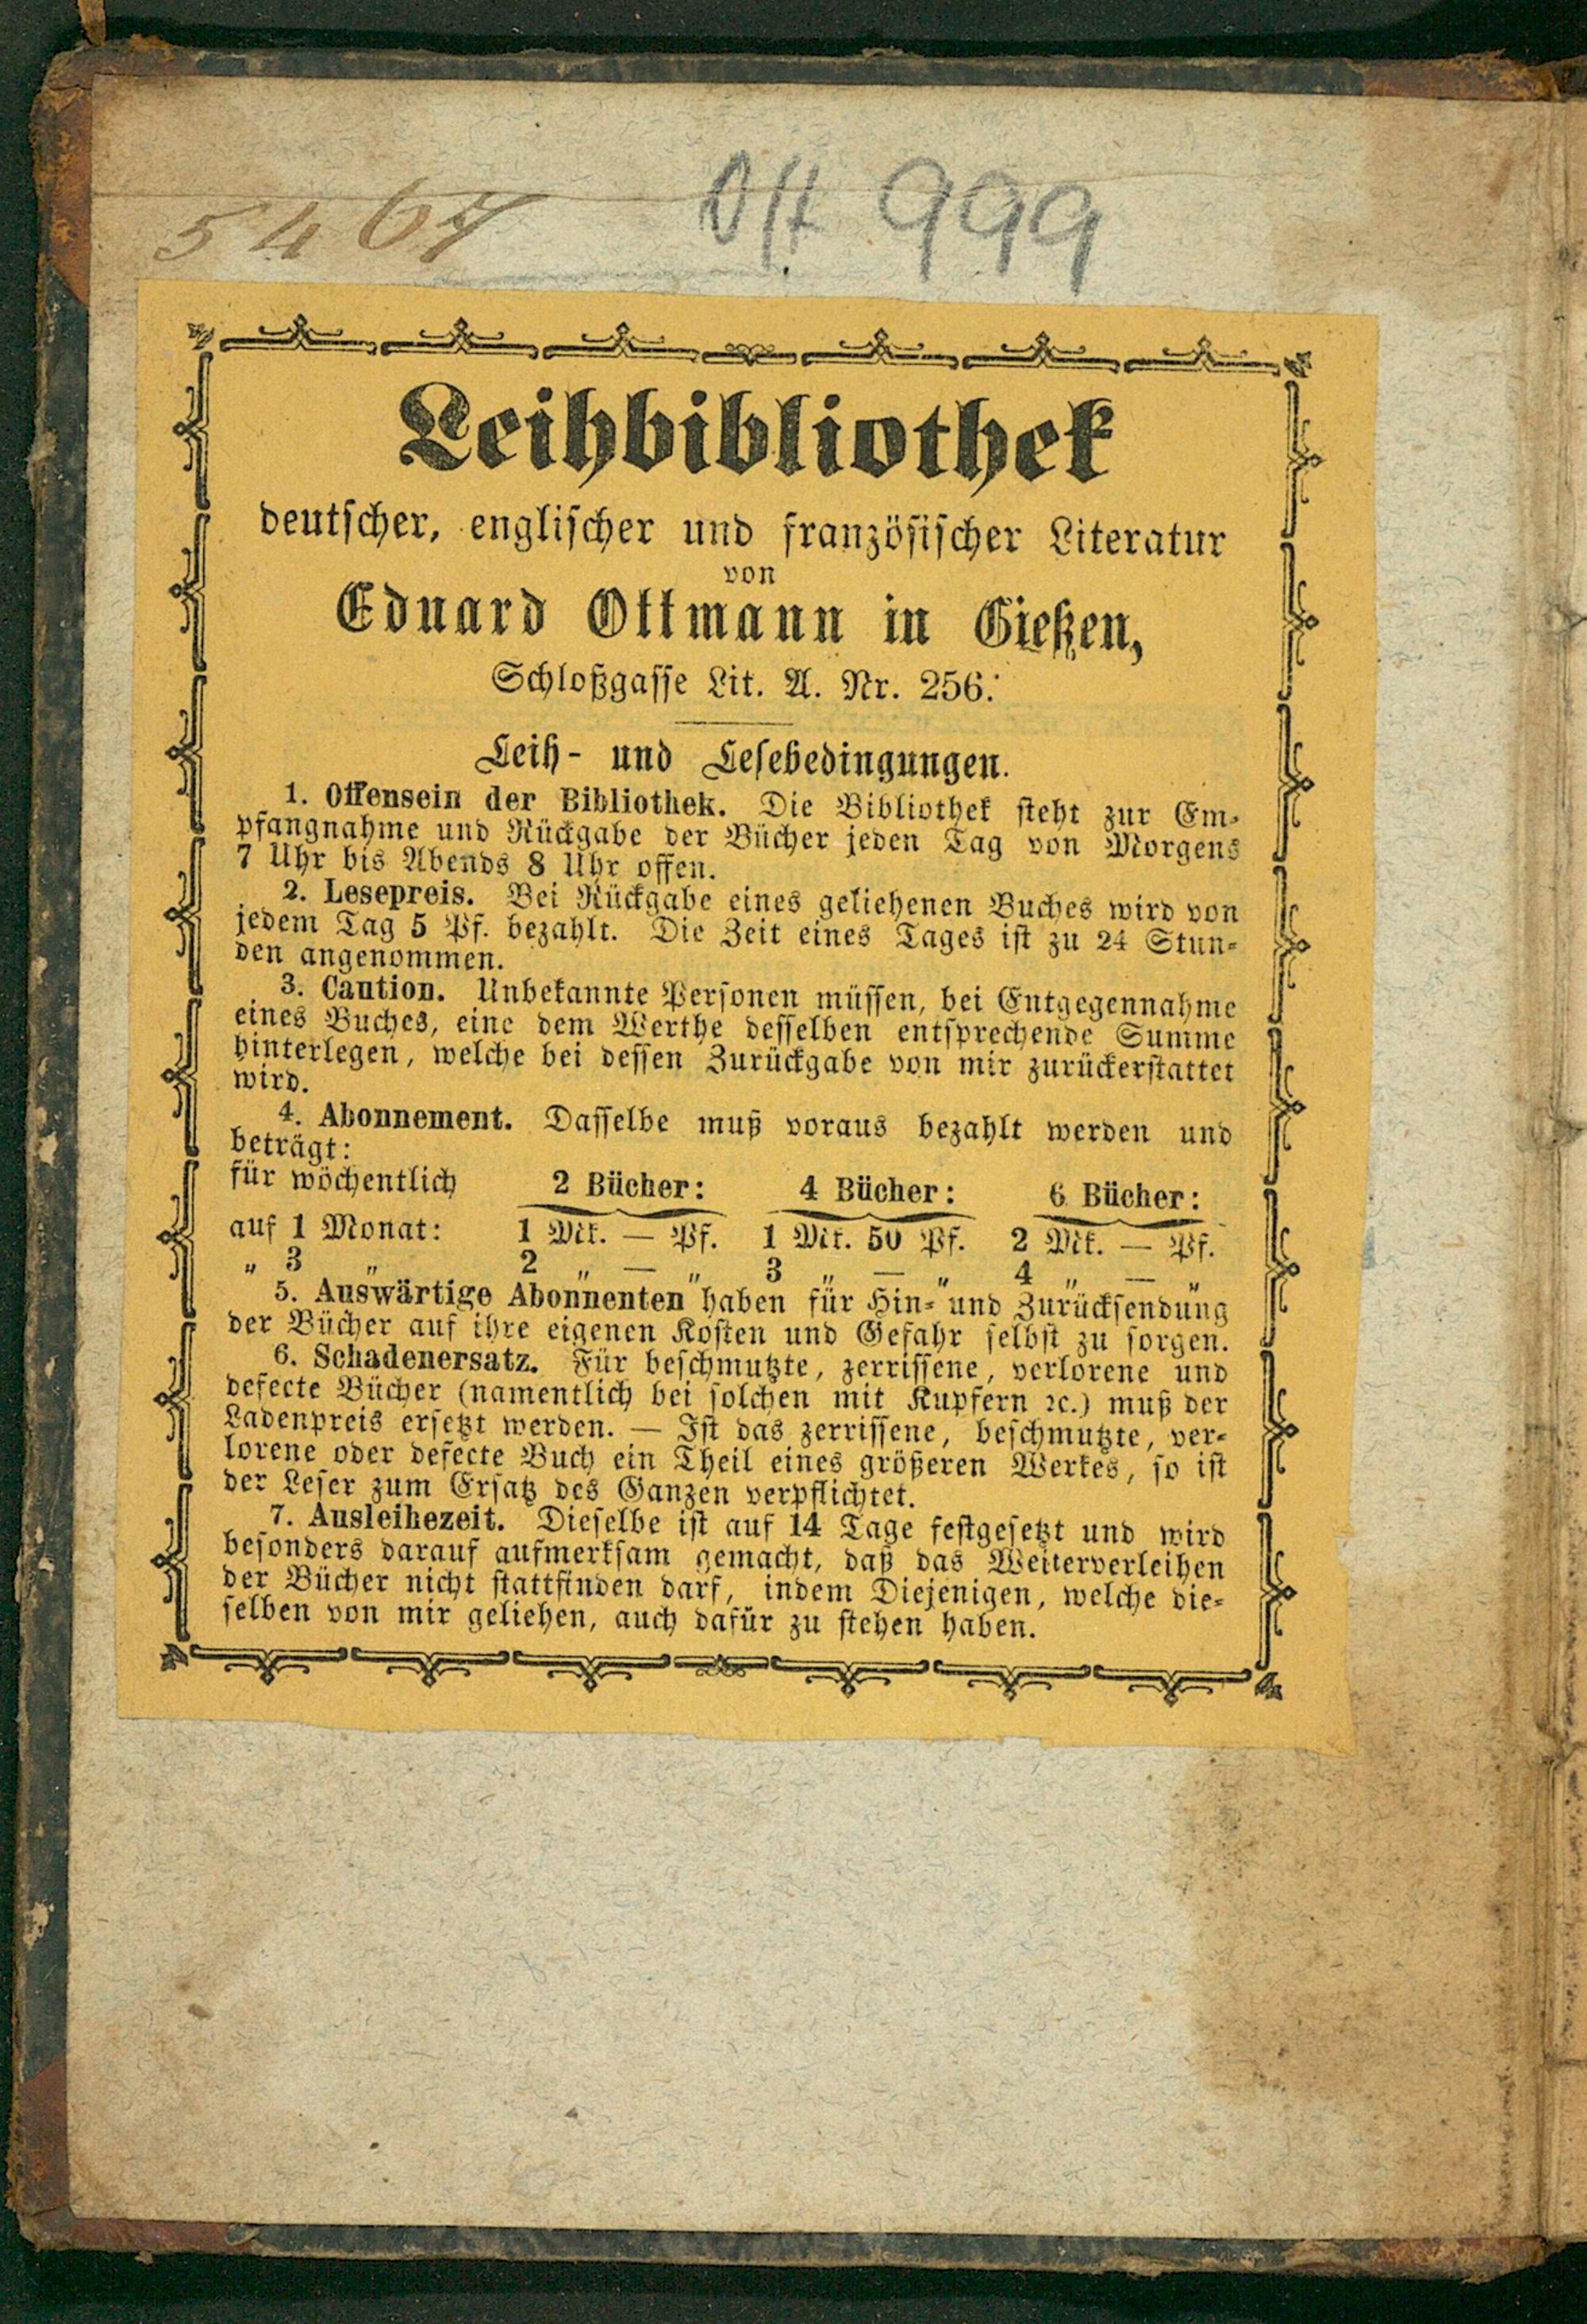 5467
Ott 999
Leihbibliothek
deutscher, englischer und französischer Literatur
von
Eduard Ottmann in Gießen,
Schloßgasse Lit. A. Nr. 256.
Leih- und Lesebedingungen.
1. Offensein der Bibliothek. Die Bibliothek steht zur Em-
pfangnahme und Rückgabe der Bücher jeden Tag von Morgens
7 Uhr bis Abends 8 Uhr offen.
2. Lesepreis. Bei Rückgabe eines geliehenen Buches wird von
jedem Tag 5 Pf. bezahlt. Die Zeit eines Tages ist zu 24 Stun-
den angenommen.
3. Caution. Unbekannte Personen müssen, bei Entgegennahme
eines Buches, eine dem Werthe desselben entsprechende Summe
hinterlegen, welche bei dessen Zurückgabe von mir zurückerstattet
wird.
4. Abonnement. Dasselbe muß voraus bezahlt werden und
beträgt:
für wöchentlich 2 Bücher: 4 Bücher: 6 Bücher:
auf 1 Monat: 1 Mk. — Pf. 1 Mk. 50 Pf. 2 Mk. — Pf.
„ 3 „ 2 „ — „ 3 „ — „ 4 „ — „
5. Auswärtige Abonnenten haben für Hin- und Zurücksendung
der Bücher auf ihre eigenen Kosten und Gefahr selbst zu sorgen.
6. Schadenersatz. Für beschmutzte, zerrissene, verlorene und
defecte Bücher (namentlich bei solchen mit Kupfern ꝛc.) muß der
Ladenpreis ersetzt werden. — Ist das zerrissene, beschmutzte, ver-
lorene oder defecte Buch ein Theil eines größeren Werkes, so ist
der Leser zum Ersatz des Ganzen verpflichtet.
7. Ausleihezeit. Dieselbe ist auf 14 Tage festgesetzt und wird
besonders darauf aufmerksam gemacht, daß das Weiterverleihen
der Bücher nicht stattfinden darf, indem Diejenigen, welche die-
selben von mir geliehen, auch dafür zu stehen haben.